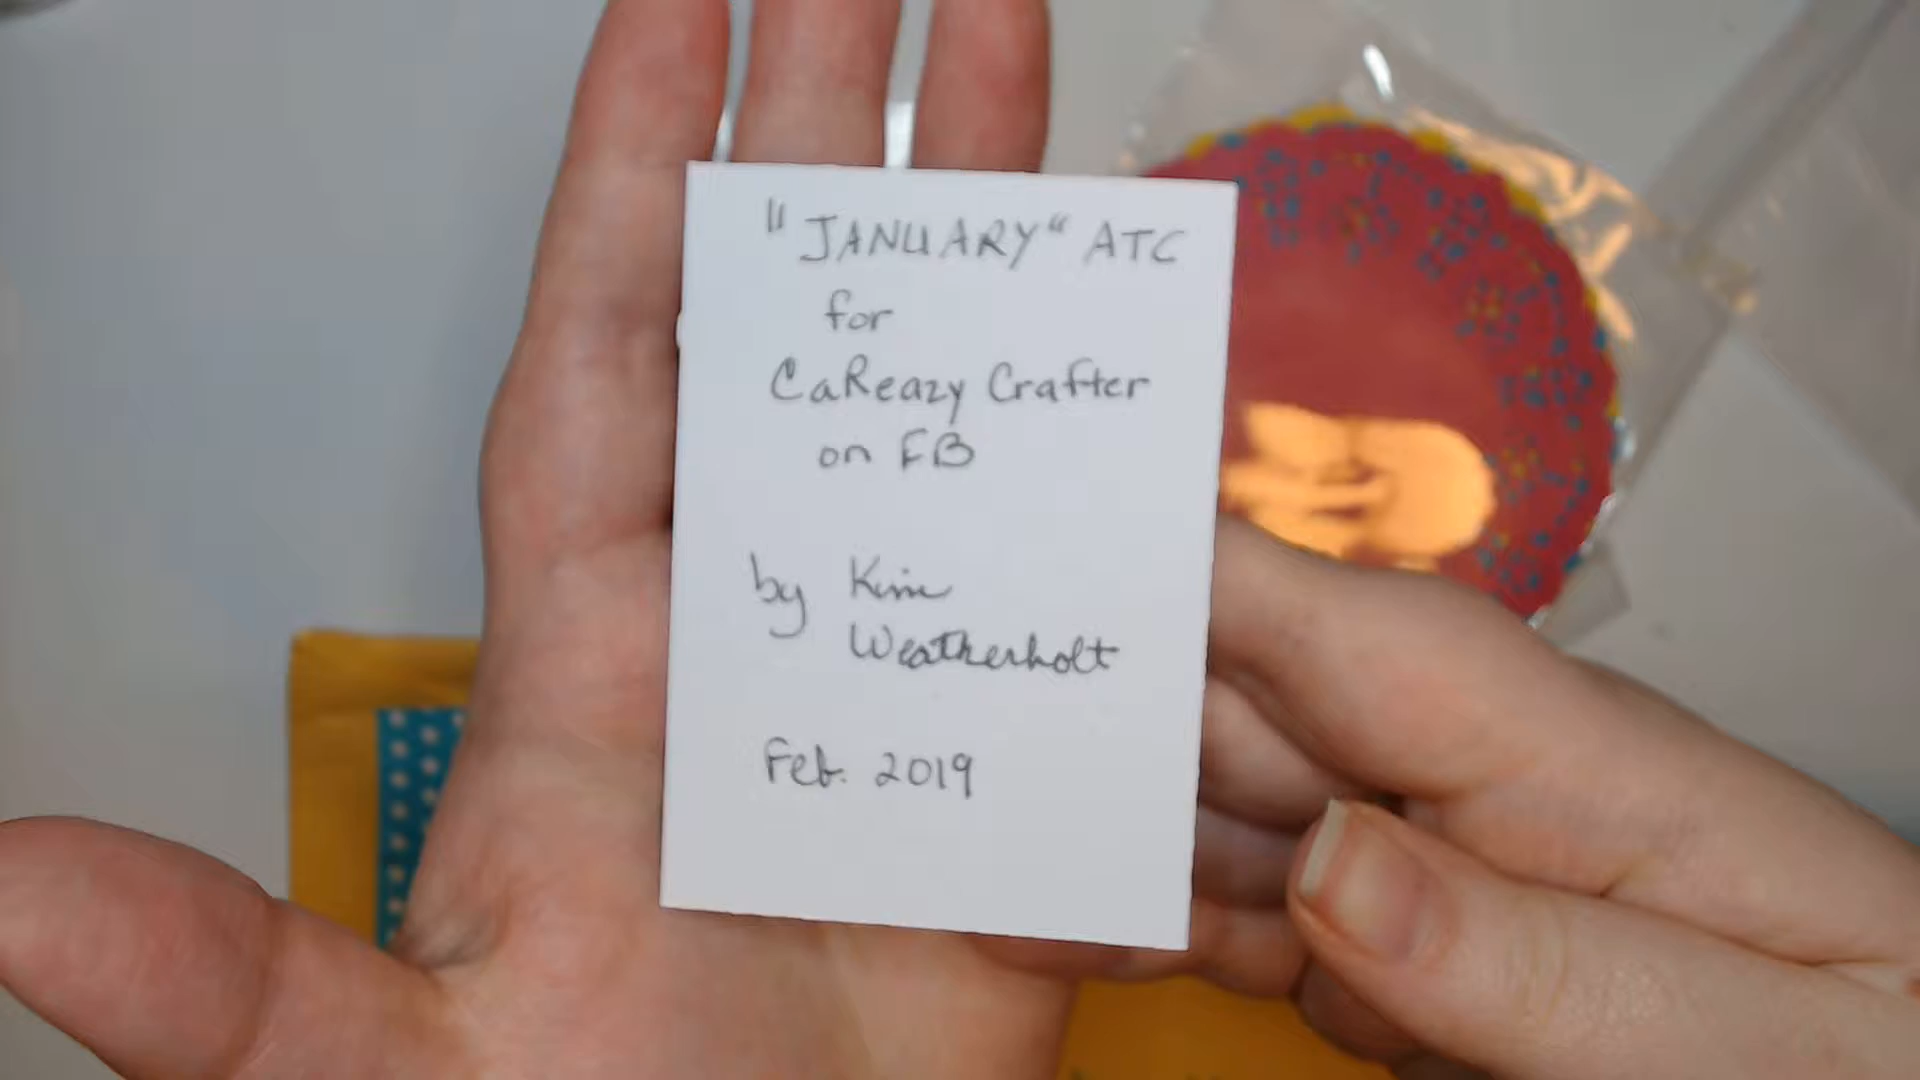 "JANUARY" ATC
for
CaReazy Crafter
on FB
by Kim
Weatherholt
Feb. 2019